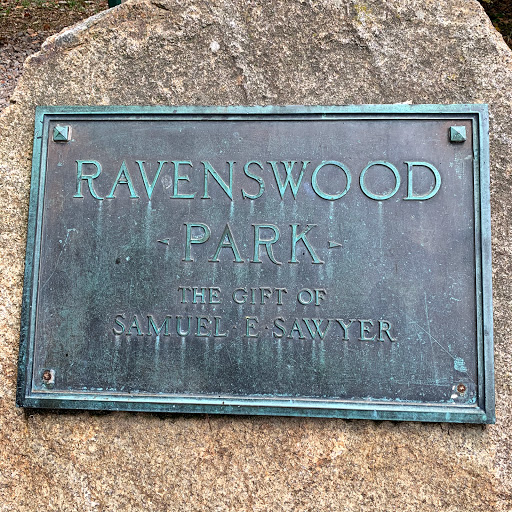 RAVENSWOOD
- PARK -
THE GIFT OF
SAMUEL E · SAWYER